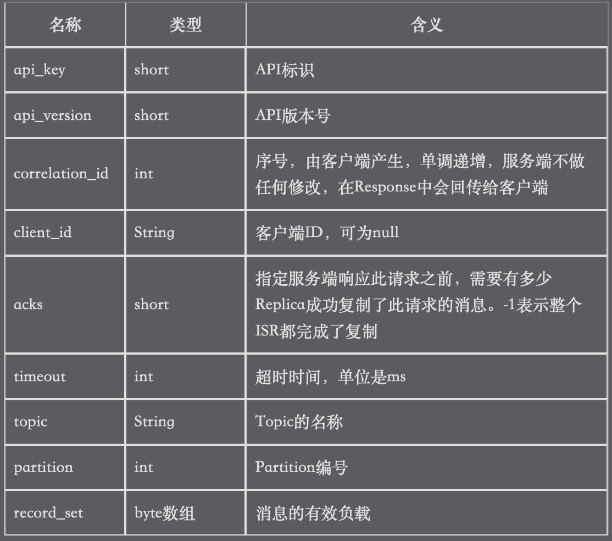 名称 类型 含义
api_key short API标识
api_version short API版本号
correlation_id int 序号，由客户端产生，单调递增，服务端不做
任何修改，在Response中会回传给客户端
client_id String 客户端ID，可为null
acks short 指定服务端响应此请求之前，需要有多少
Replica成功复制了此请求的消息。-1表示整个
ISR都完成了复制
timeout int 超时时间，单位是ms
topic String Topic的名称
partition int Partition编号
record_set byte数组 消息的有效负载